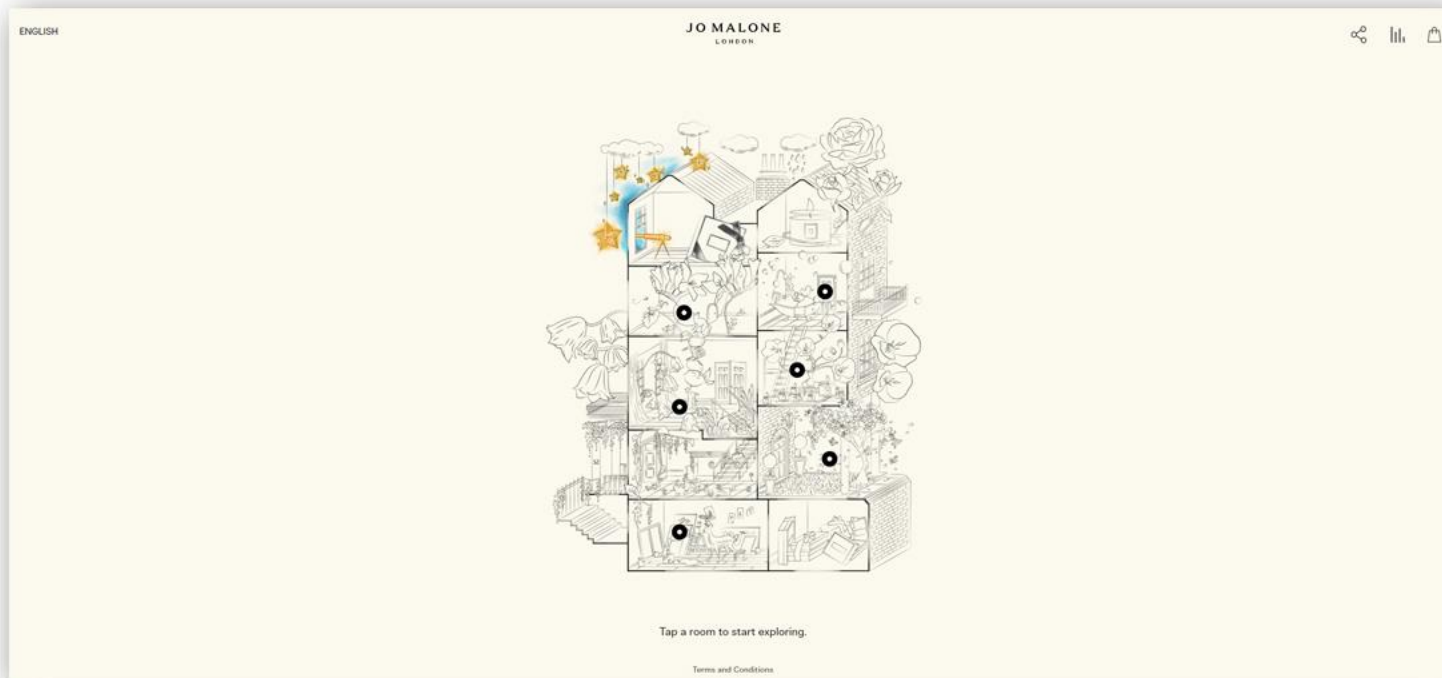 ENGLISH
JO MALONE
LONDON
Tap a room to start exploring.
Terms and Conditions